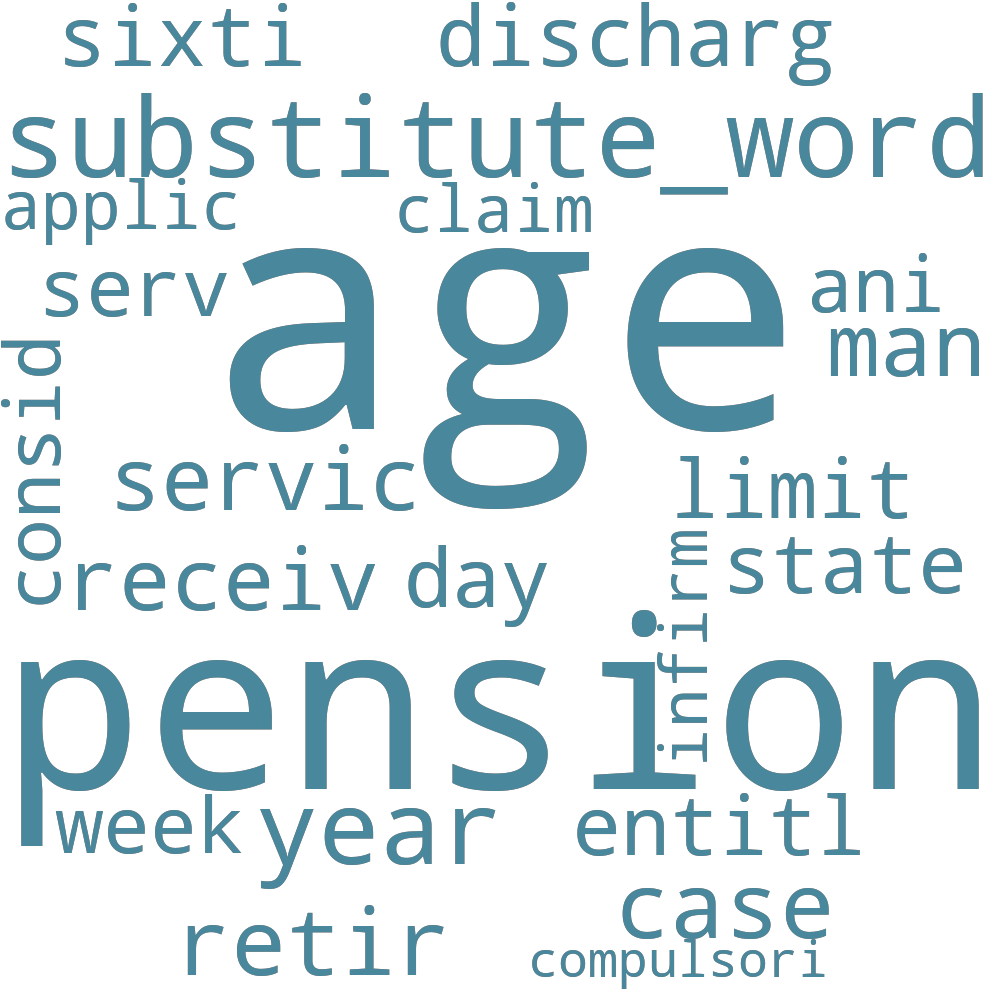 sixti discharg
substitute_word
applic claim
serv age ani
man
consid
servic limit
receiv day state
infirm
pension
week year entitl
case
retir compulsori